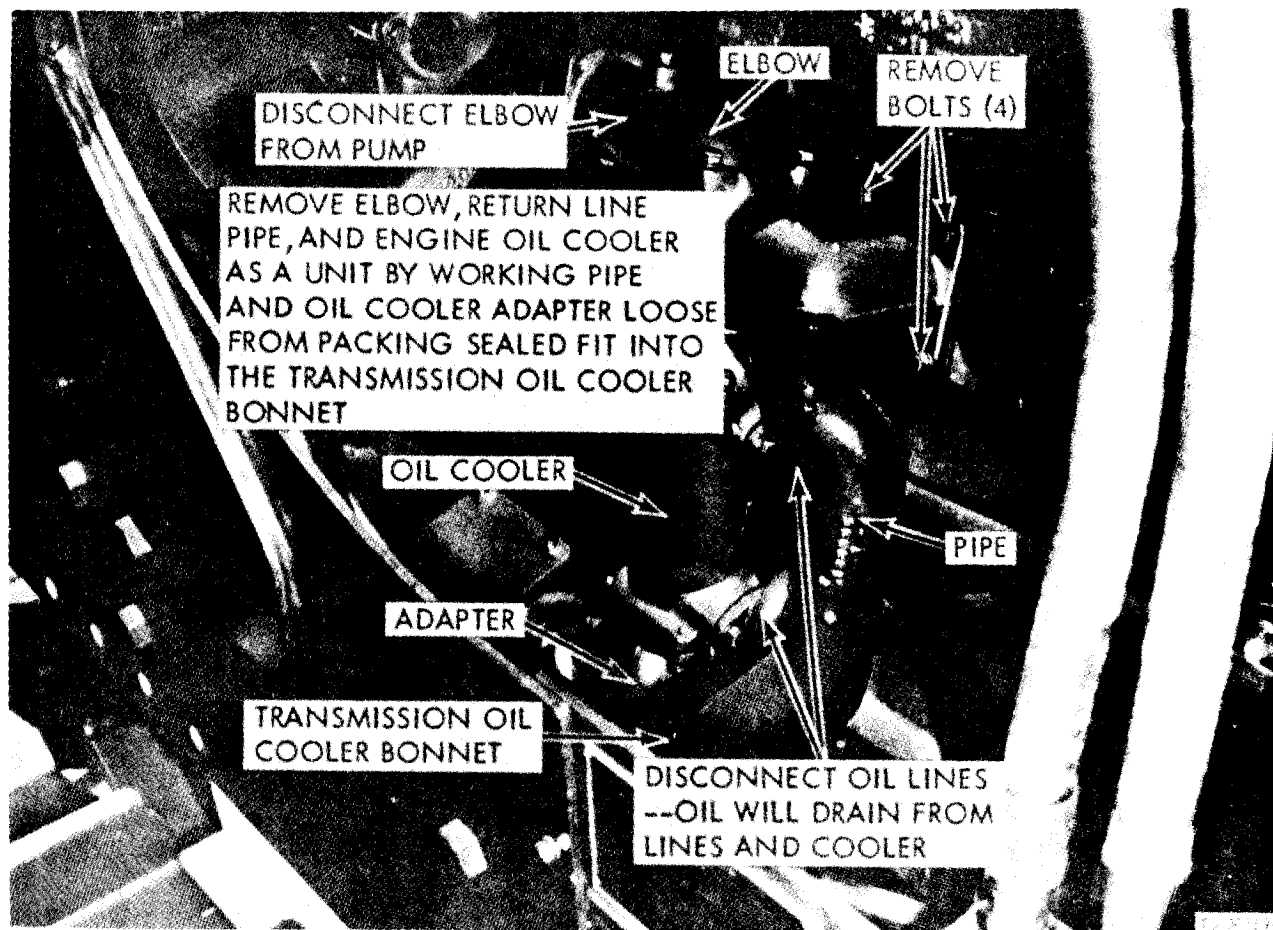 ELBOW
REMOVE
BOLTS (4)
DISCONNECT ELBOW
FROM PUMP
REMOVE ELBOW, RETURN LINE
PIPE, AND ENGINE OIL COOLER
AS A UNIT BY WORKING PIPE
AND OIL COOLER ADAPTER LOOSE
FROM PACKING SEALED FIT INTO
THE TRANSMISSION OIL COOLER
BONNET
OIL COOLER
PIPE
ADAPTER
TRANSMISSION OIL
COOLER BONNET
DISCONNECT OIL LINES
--OIL WILL DRAIN FROM
LINES AND COOLER